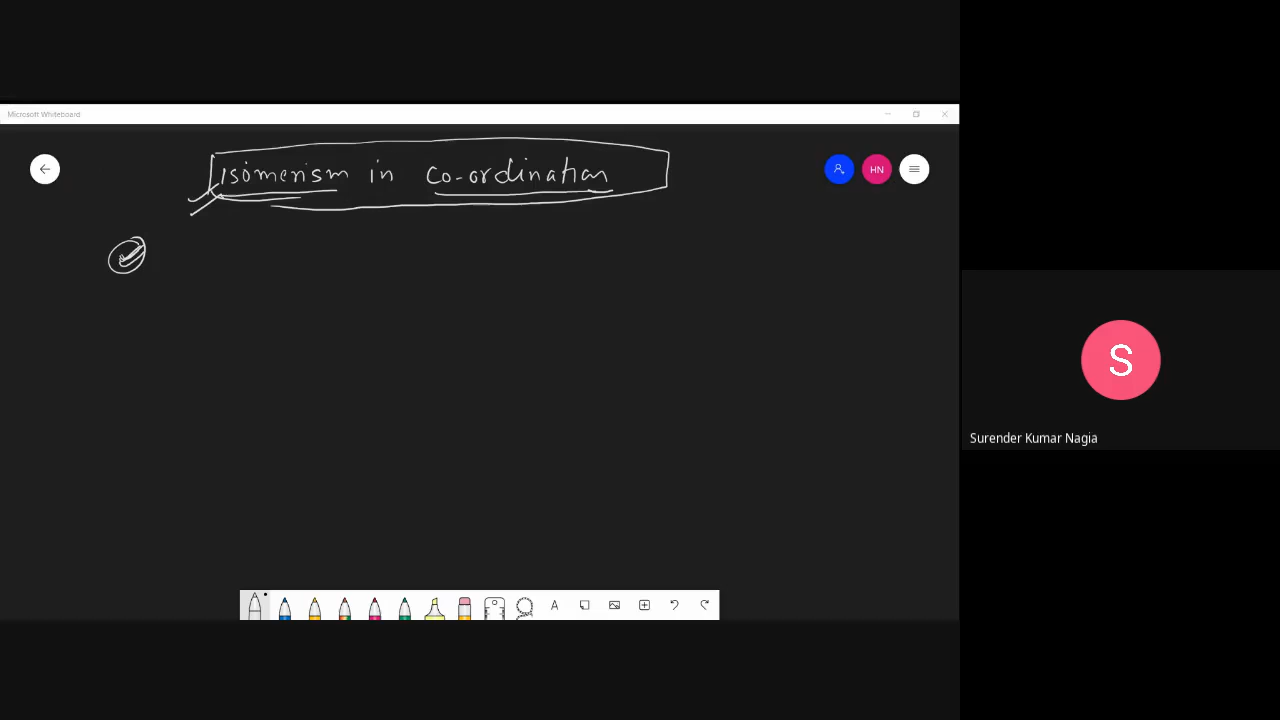 Microsoft Whiteboard
Isomerism in Co-ordination
HN
S
Surender Kumar Nagia
A